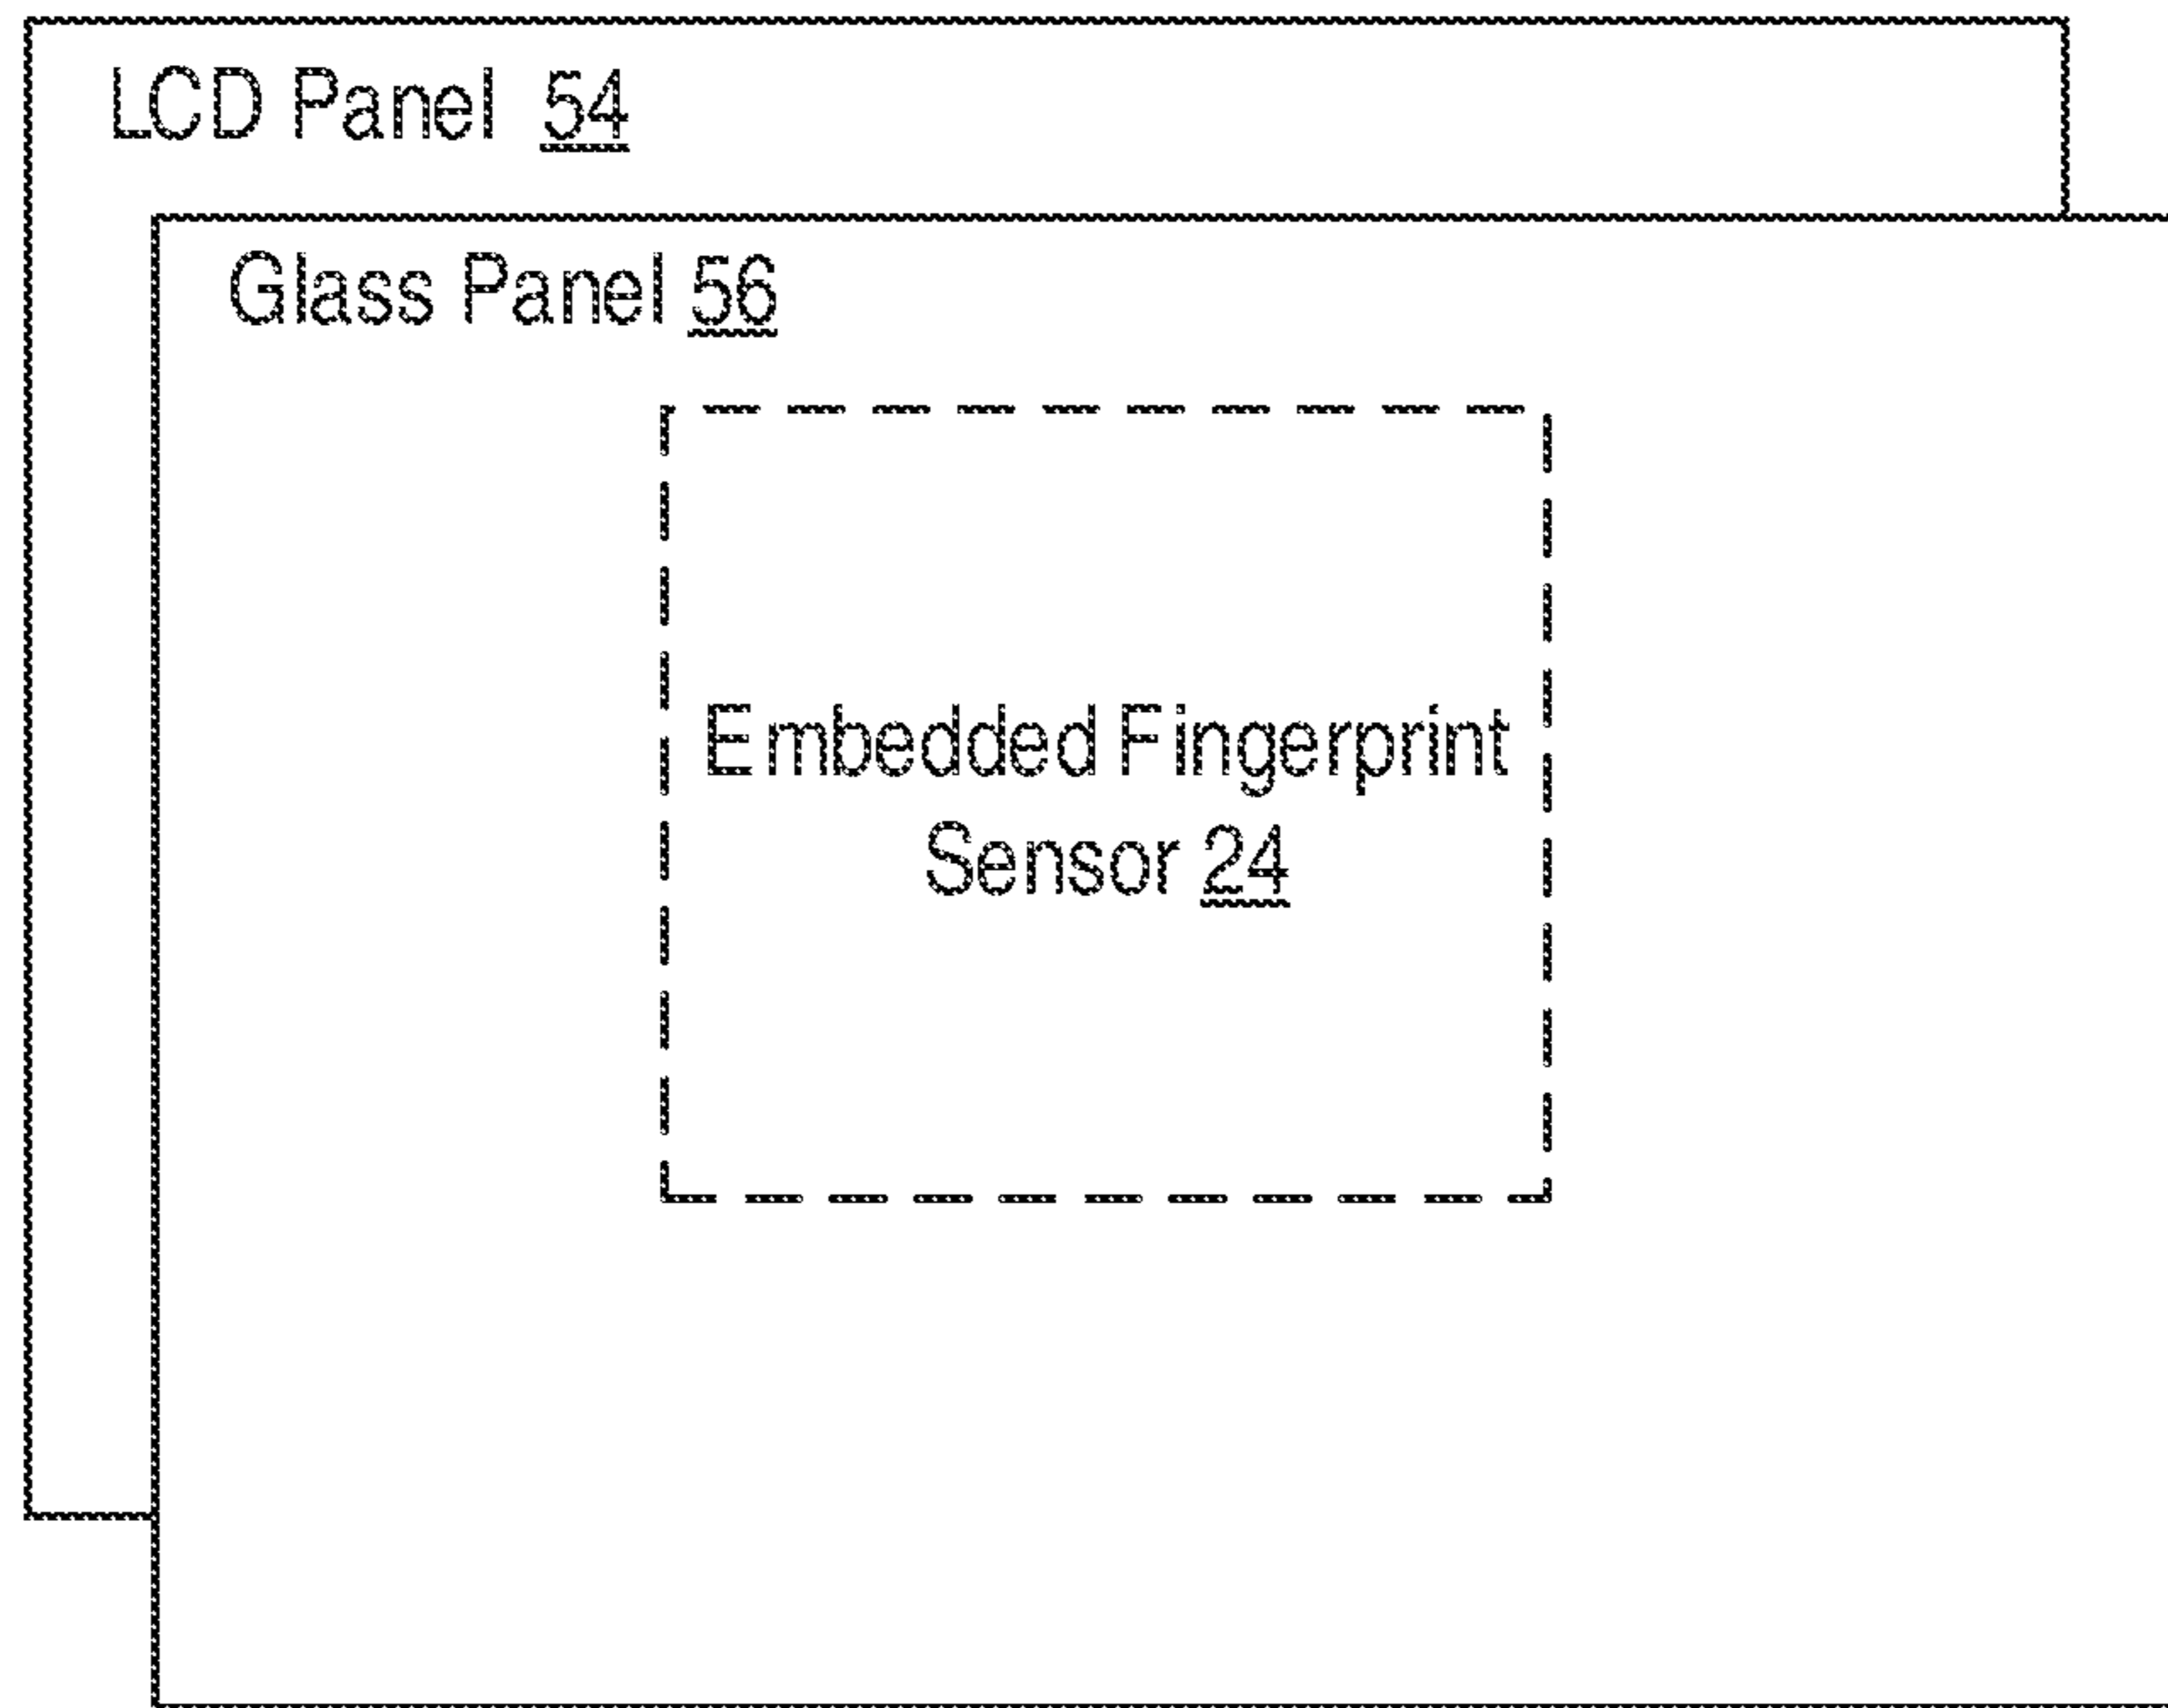 LCD Panel 54
Glass Panel 56
Embedded Fingerprint
Sensor 24